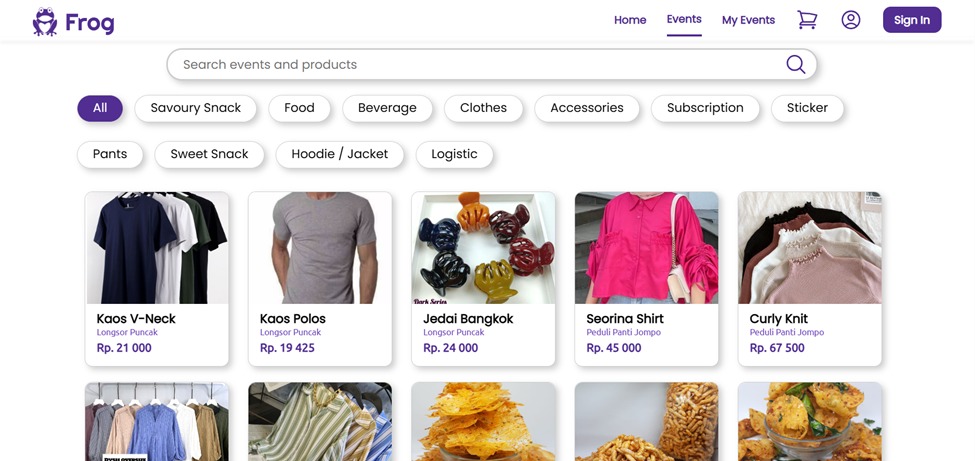 Frog
Home Events My Events Sign In
Search events and products
All Savoury Snack Food Beverage Clothes Accessories Subscription Sticker
Pants Sweet Snack Hoodie / Jacket Logistic
Dark Series
Kaos V-Neck
Longsor Puncak
Rp. 21 000
Kaos Polos
Longsor Puncak
Rp. 19 425
Jedai Bangkok
Longsor Puncak
Rp. 24 000
Seorina Shirt
Peduli Panti Jompo
Rp. 45 000
Curly Knit
Peduli Panti Jompo
Rp. 67 500